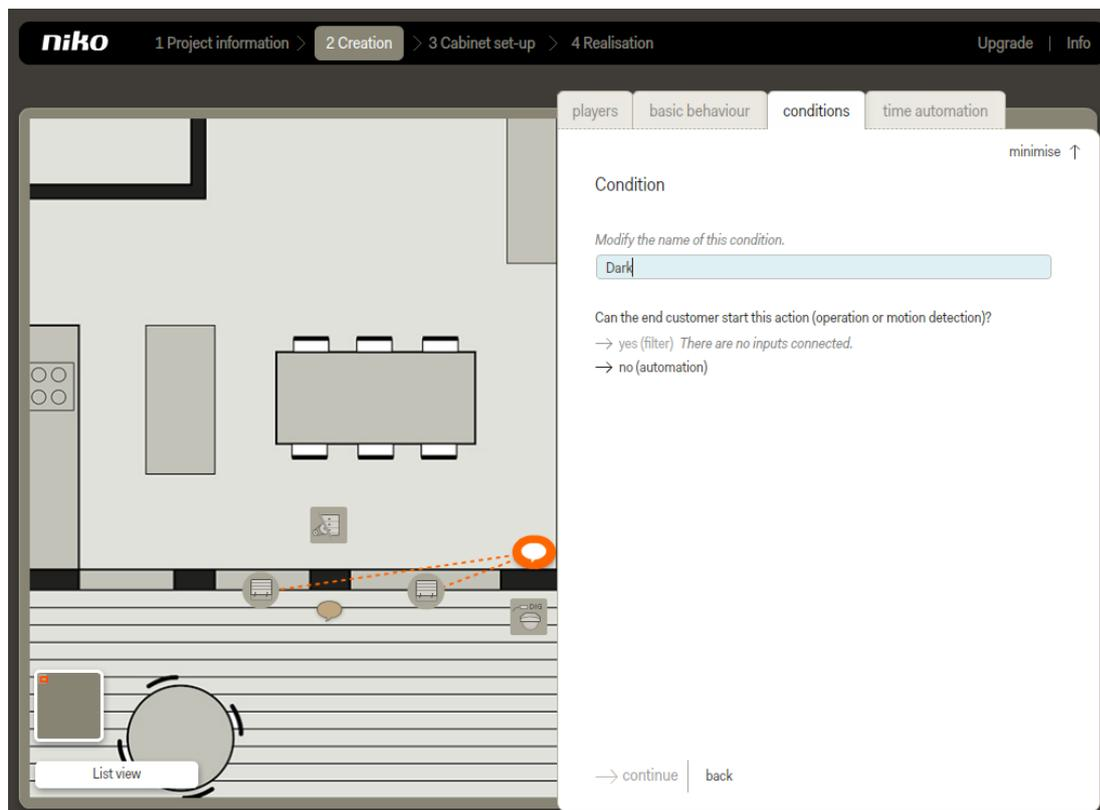 niko 1 Project information 2 Creation 3 Cabinet set-up 4 Realisation Upgrade | Info
players basic behaviour conditions time automation
minimise ↑
Condition
Modify the name of this condition.
Dark
Can the end customer start this action (operation or motion detection)?
→ yes (filter) There are no inputs connected.
→ no (automation)
DIG
List view
→ continue back